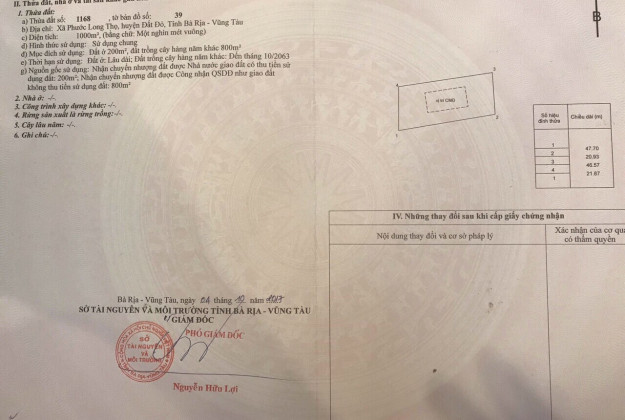 II. Thửa đất, nhà ở và tài sản
1. Thửa đất:
a) Thửa đất số: 1168 , tờ bản đồ số: 39
b) Địa chỉ: Xã Phước Long Thọ, huyện Đất Đỏ, Tỉnh Bà Rịa - Vũng Tàu
c) Diện tích: 1000m², (bằng chữ: Một nghìn mét vuông)
d) Hình thức sử dụng: Sử dụng chung
đ) Mục đích sử dụng: Đất ở 200m², đất trồng cây hàng năm khác 800m²
e) Thời hạn sử dụng: Đất ở: Lâu dài; Đất trồng cây hàng năm khác: Đến tháng 10/2063
g) Nguồn gốc sử dụng: Nhận chuyển nhượng đất được Nhà nước giao đất có thu tiền sử
dụng đất: 200m², Nhận chuyển nhượng đất được Công nhận QSDĐ như giao đất
không thu tiền sử dụng đất: 800m²
2. Nhà ở: -/-
3. Công trình xây dựng khác: -/-
4. Rừng sản xuất là rừng trồng: -/-
5. Cây lâu năm: -/-
6. Ghi chú: -/-
B
1
2
3
4
Số hiệu đỉnh thửa
Chiều dài (m)
1
47.70
2
20.93
3
4
21.67
1
IV. Những thay đổi sau khi cấp giấy chứng nhận
Nội dung thay đổi và cơ sở pháp lý
Xác nhận của cơ qu
có thẩm quyền
Bà Rịa - Vũng Tàu, ngày tháng năm
SỞ TÀI NGUYÊN VÀ MÔI TRƯỜNG TỈNH BÀ RỊA - VŨNG TÀU
GIÁM ĐỐC
PHÓ GIÁM ĐỐC
SỞ
TÀI NGUYÊN
VÀ
MÔI TRƯỜNG
Nguyễn Hữu Lợi